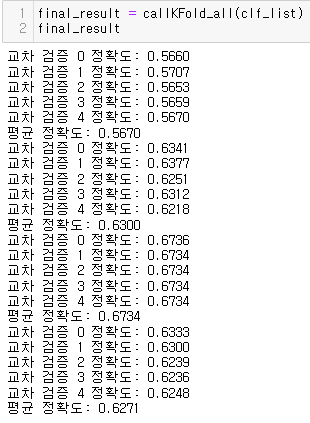 1 final_result = callKFold_all(clf_list)
2 final_result
교차 검증 0 정확도: 0.5660
교차 검증 1 정확도: 0.5707
교차 검증 2 정확도: 0.5653
교차 검증 3 정확도: 0.5659
교차 검증 4 정확도: 0.5670
평균 정확도: 0.5670
교차 검증 0 정확도: 0.6341
교차 검증 1 정확도: 0.6377
교차 검증 2 정확도: 0.6251
교차 검증 3 정확도: 0.6312
교차 검증 4 정확도: 0.6218
평균 정확도: 0.6300
교차 검증 0 정확도: 0.6736
교차 검증 1 정확도: 0.6734
교차 검증 2 정확도: 0.6734
교차 검증 3 정확도: 0.6734
교차 검증 4 정확도: 0.6734
평균 정확도: 0.6734
교차 검증 0 정확도: 0.6333
교차 검증 1 정확도: 0.6300
교차 검증 2 정확도: 0.6239
교차 검증 3 정확도: 0.6236
교차 검증 4 정확도: 0.6248
평균 정확도: 0.6271